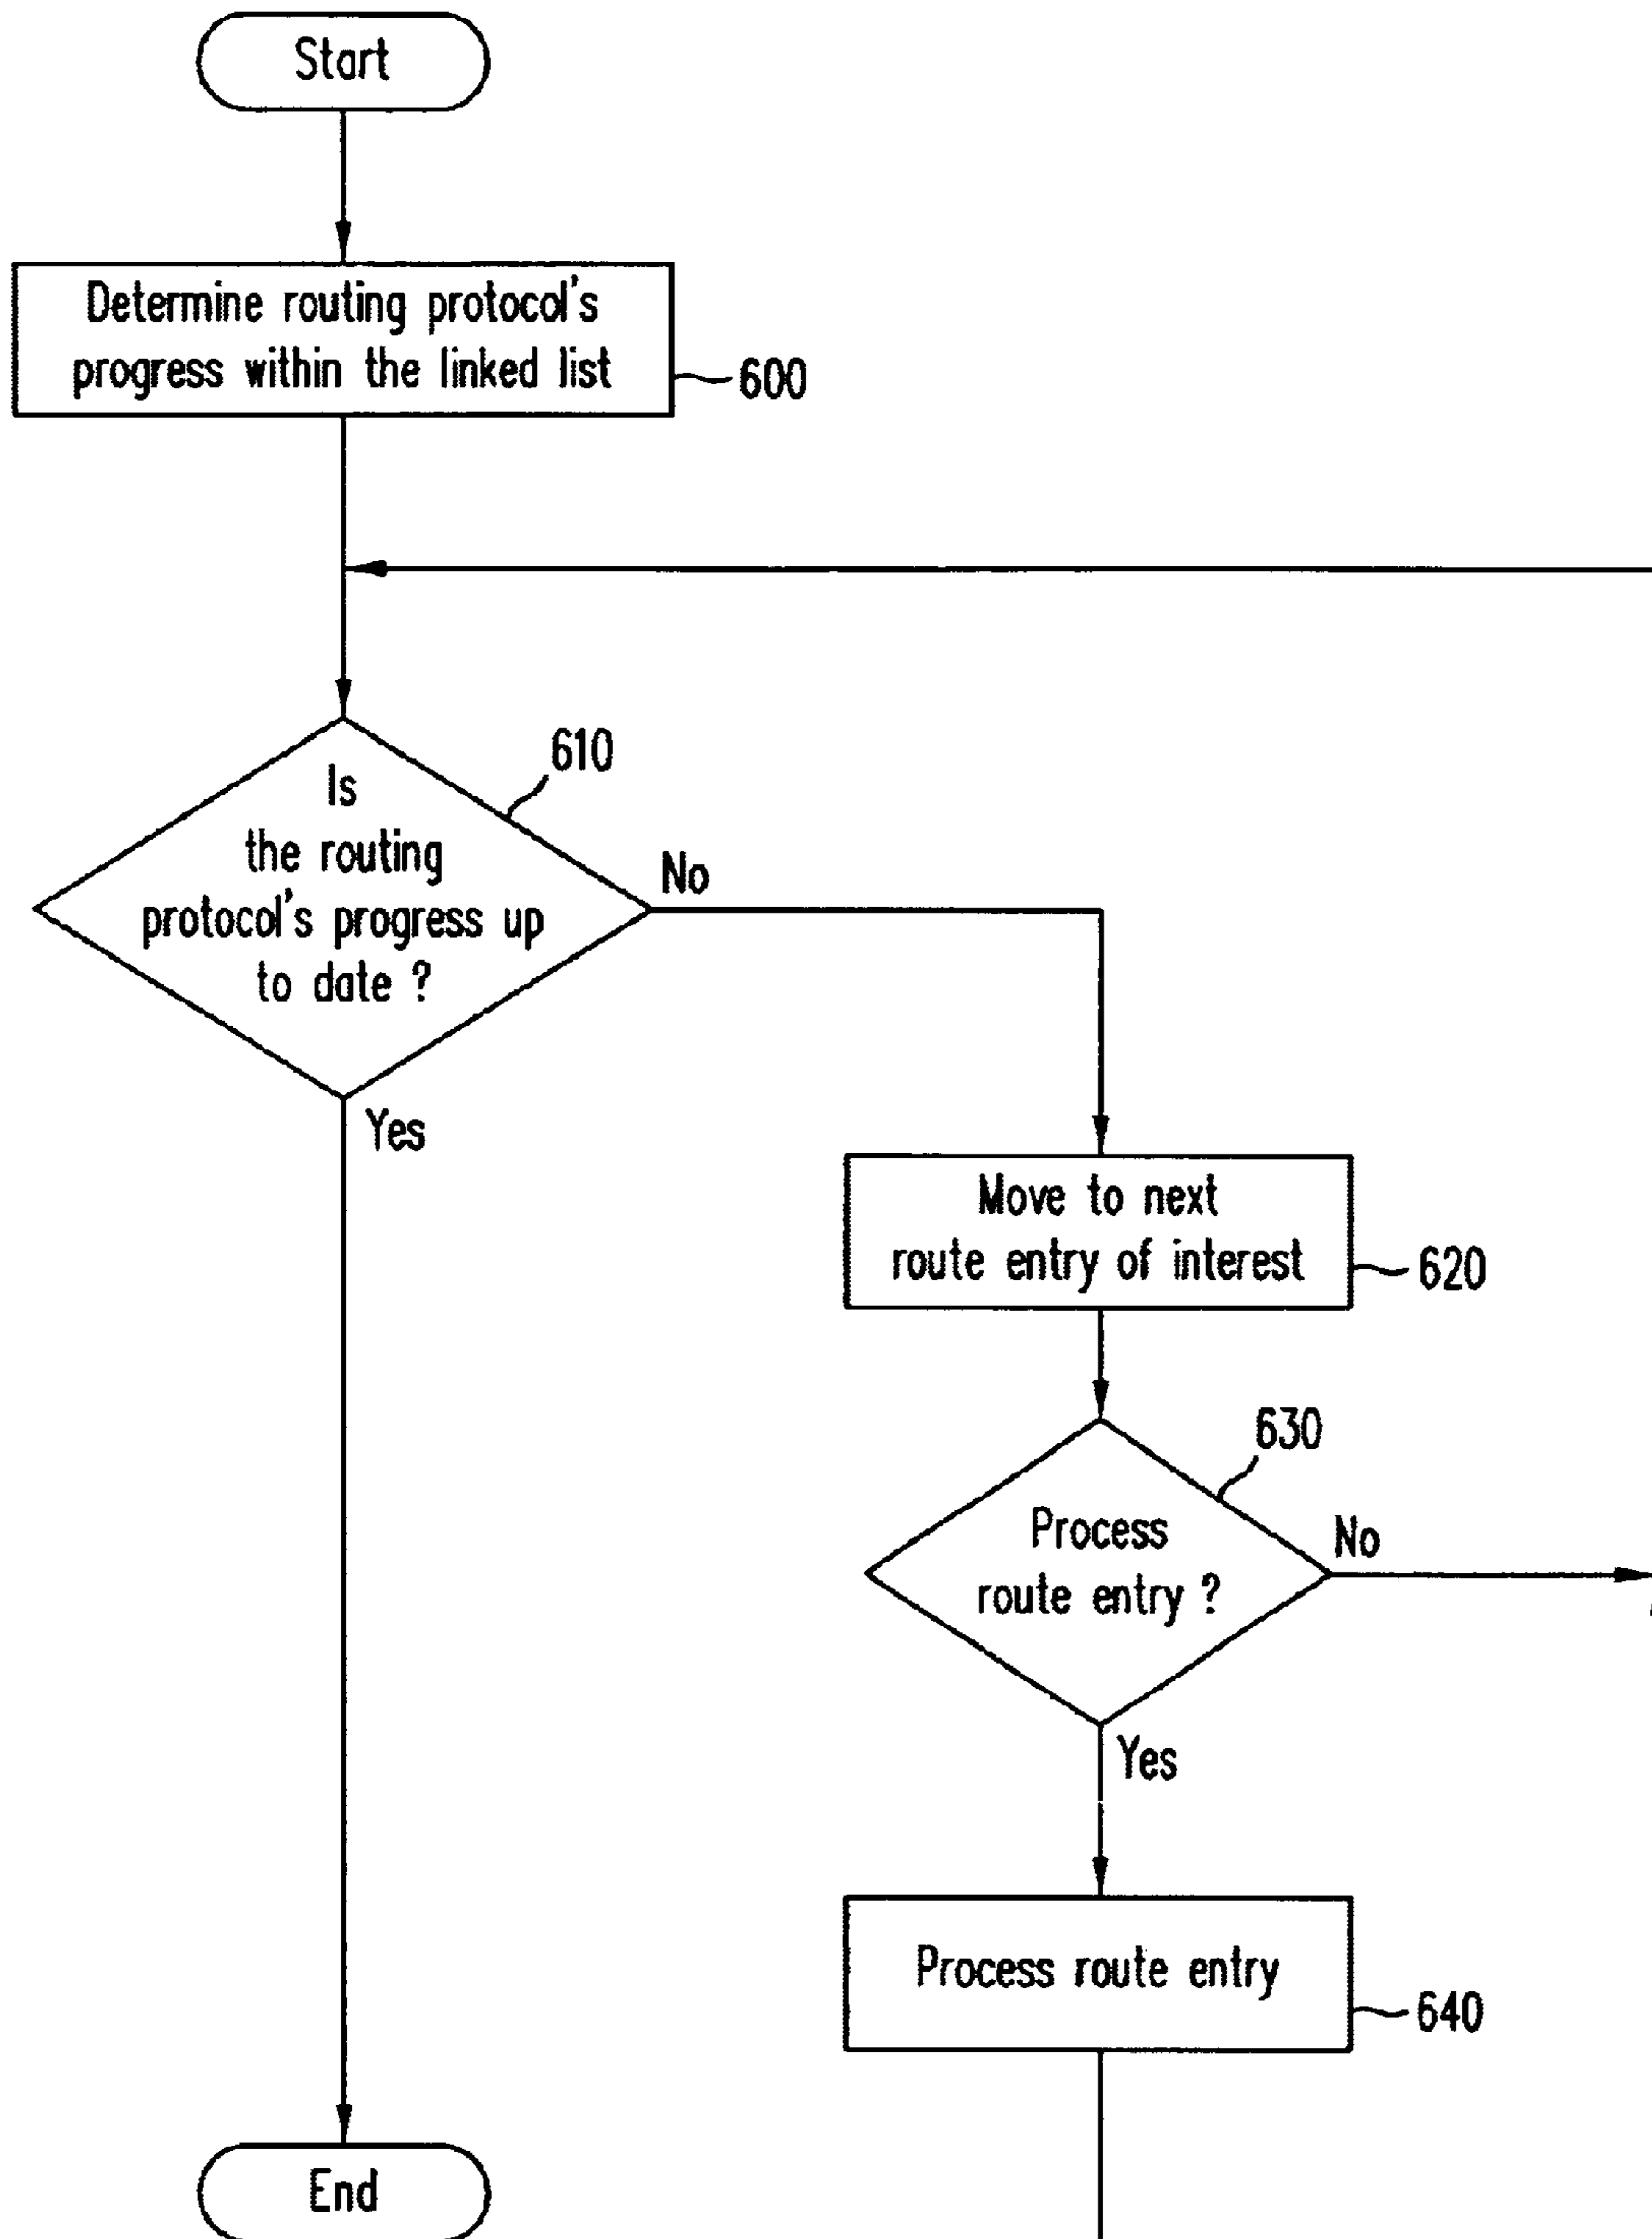 Start
Determine routing protocol's
progress within the linked list
600
610
Is
the routing
protocol's progress up
to date ?
No
Yes
Move to next
route entry of interest
620
630
Process
route entry ?
No
Yes
Process route entry
640
End